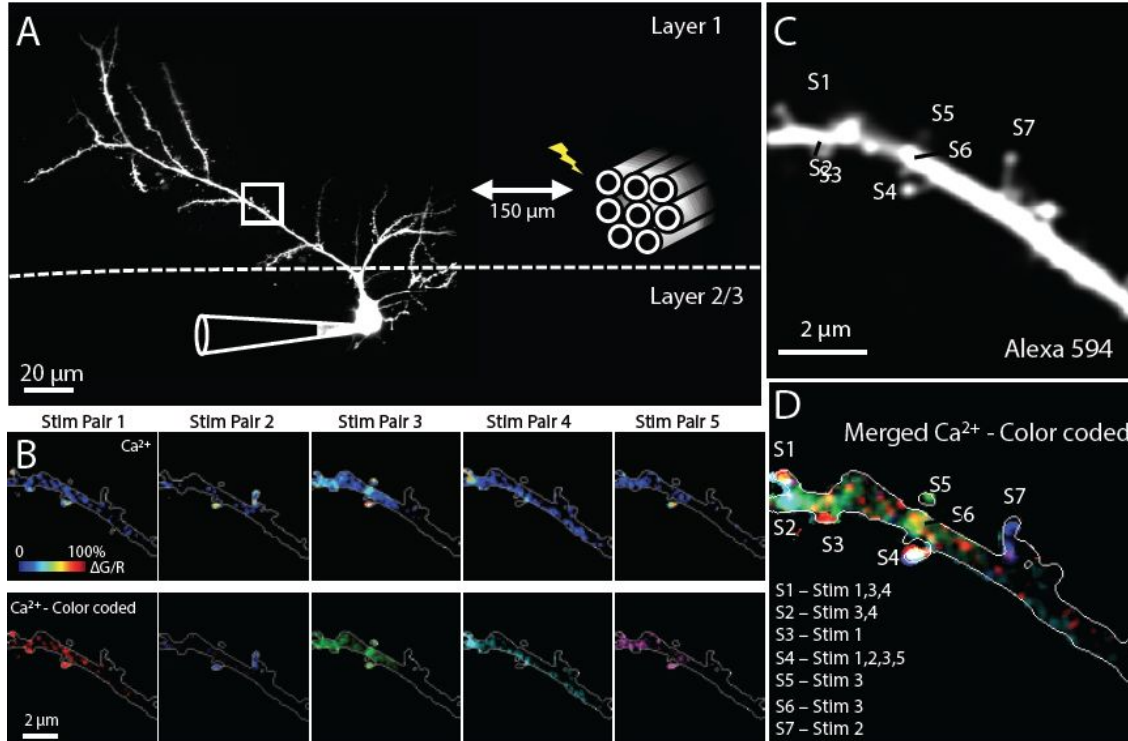 A
Layer 1
150 µm
Layer 2/3
20 µm
C
S1
S5
S7
S6
S2
S3
S4
2 µm
Alexa 594
Stim Pair 1
Stim Pair 2
Stim Pair 3
Stim Pair 4
Stim Pair 5
B
Ca²⁺
0
100%
ΔG/R
Ca²⁺- Color coded
2 µm
D
Merged Ca²⁺ - Color coded
S1
S5
S7
S6
S2
S3
S4
S1 – Stim 1,3,4
S2 – Stim 3,4
S3 – Stim 1
S4 – Stim 1,2,3,5
S5 – Stim 3
S6 – Stim 3
S7 – Stim 2